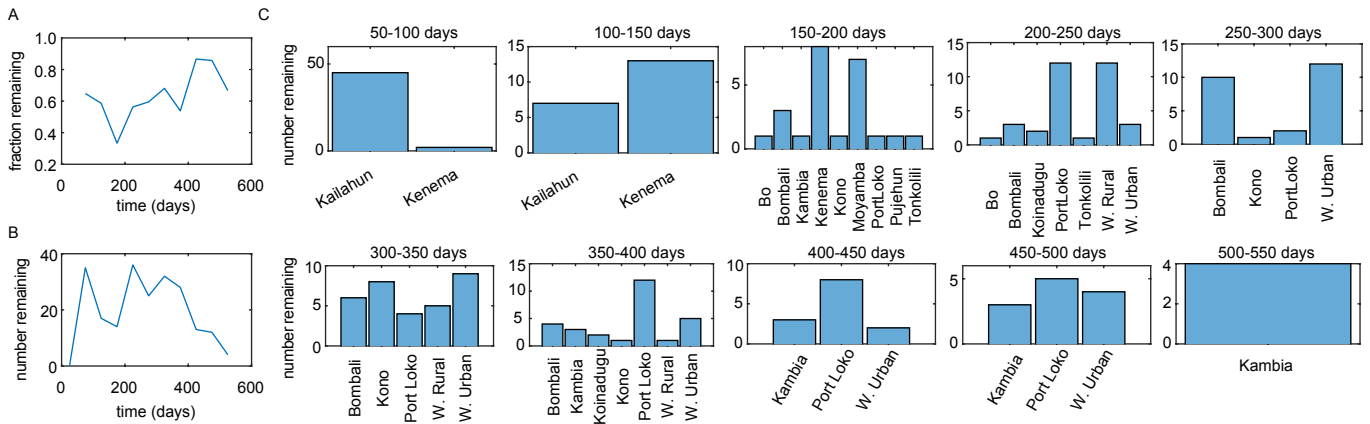 A
fraction remaining
1.0
0.8
0.6
0.4
0.2
0 200 400 600
time (days)
B
number remaining
40
20
0
0 200 400 600
time (days)
C
number remaining
50-100 days
50
0
Kailahun Kenema
100-150 days
15
10
5
0
Kailahun Kenema
150-200 days
5
0
Bo Bombali Kambia Kenema Kono Moyamba PortLoko Pujehun Tonkolili
200-250 days
15
10
5
0
Bo Bombali Koinadugu PortLoko Tonkolili W. Rural W. Urban
250-300 days
15
10
5
0
Bombali Kono PortLoko W. Urban
number remaining
300-350 days
10
5
0
Bombali Kono Port Loko W. Rural W. Urban
350-400 days
15
10
5
0
Bombali Kambia Koinadugu Kono Port Loko W. Rural W. Urban
400-450 days
10
5
0
Kambia Port Loko W. Urban
450-500 days
5
0
Kambia Port Loko W. Urban
500-550 days
4
2
0
Kambia